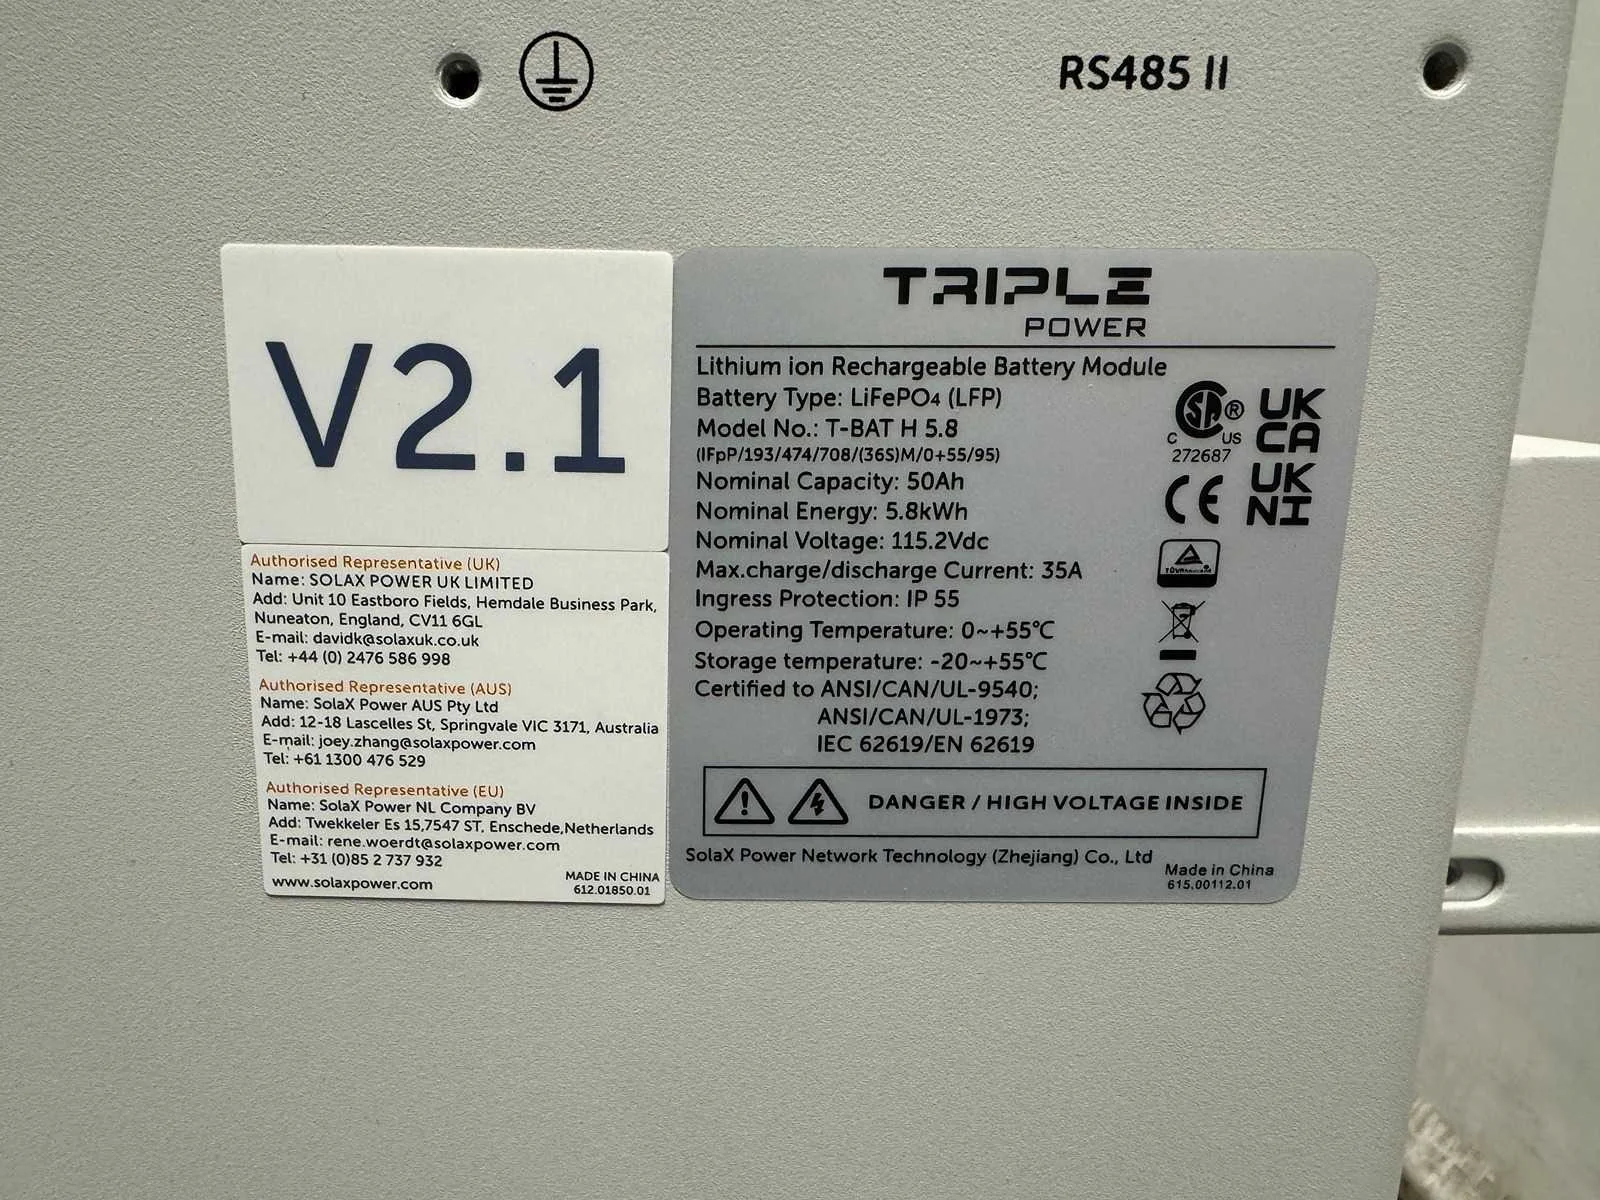 RS485 II
V2.1
Authorised Representative (UK)
Name: SOLAX POWER UK LIMITED
Add: Unit 10 Eastboro Fields, Hemdale Business Park,
Nuneaton, England, CV11 6GL
E-mail: davidk@solaxuk.co.uk
Tel: +44 (0) 2476 586 998
Authorised Representative (AUS)
Name: SolaX Power AUS Pty Ltd
Add: 12-18 Lascelles St, Springvale VIC 3171, Australia
E-mail: joey.zhang@solaxpower.com
Tel: +61 1300 476 529
Authorised Representative (EU)
Name: SolaX Power NL Company BV
Add: Twekkeler Es 15,7547 ST, Enschede,Netherlands
E-mail: rene.woerdt@solaxpower.com
Tel: +31 (0)85 2 737 932
www.solaxpower.com
MADE IN CHINA
612.01850.01
TRIPLE
POWER
Lithium ion Rechargeable Battery Module
Battery Type: LiFePO4 (LFP)
Model No.: T-BAT H 5.8
(IFpP/193/474/708/(36S)M/0+55/95)
Nominal Capacity: 50Ah
Nominal Energy: 5.8kWh
Nominal Voltage: 115.2Vdc
Max.charge/discharge Current: 35A
Ingress Protection: IP 55
Operating Temperature: 0~+55℃
Storage temperature: -20~+55℃
Certified to ANSI/CAN/UL-9540;
ANSI/CAN/UL-1973;
IEC 62619/EN 62619
SA ®
C US
272687
UK
CA
CE
UK
NI
TÜVRheinland
DANGER / HIGH VOLTAGE INSIDE
SolaX Power Network Technology (Zhejiang) Co., Ltd
Made in China
615.00112.01